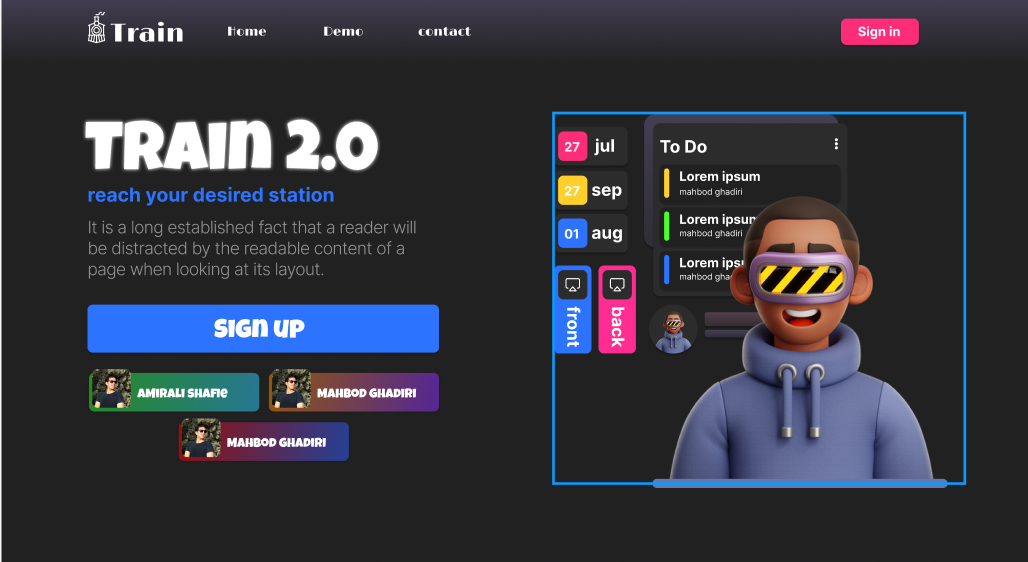 Train
Home
Demo
contact
Sign in
Train 2.0
reach your desired station
It is a long established fact that a reader will
be distracted by the readable content of a
page when looking at its layout.
Sign up
Amirali Shafie
Mahbod Ghadiri
Mahbod Ghadiri
27 jul
27 sep
01 aug
front
back
To Do
Lorem ipsum
mahbod ghadiri
Lorem ipsum
mahbod ghadiri
Lorem
mahbod